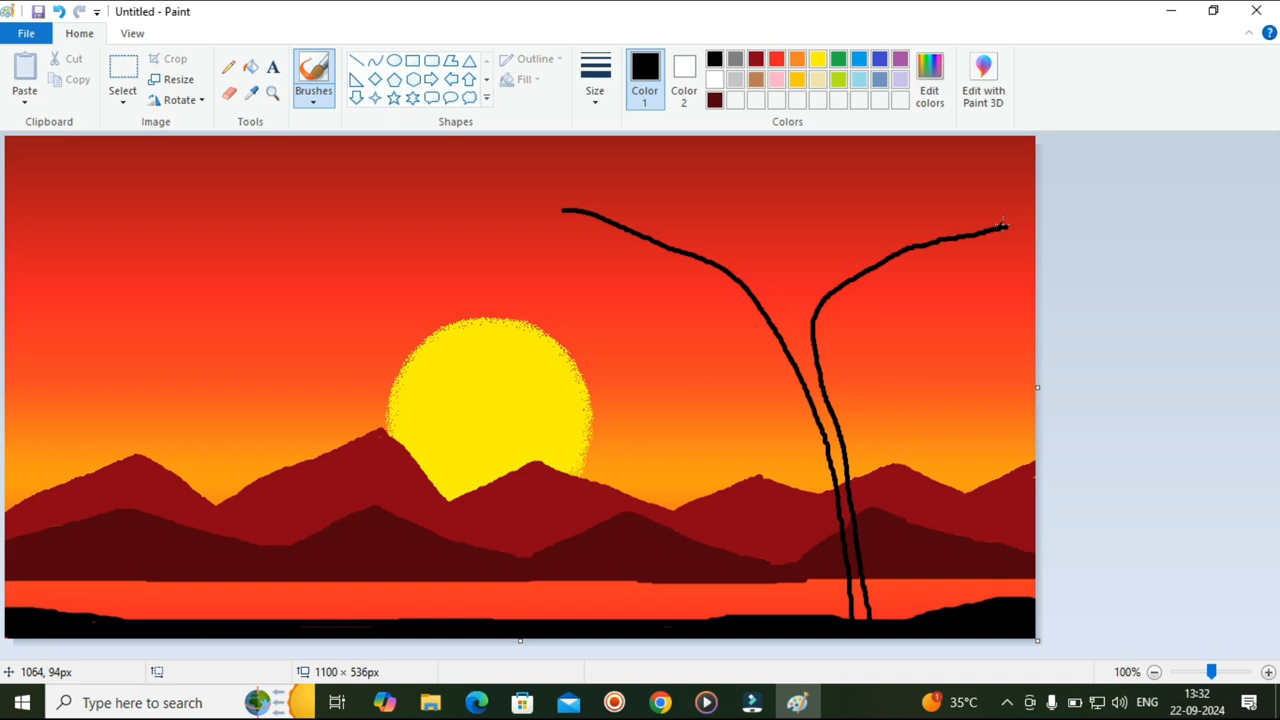 Untitled - Paint
File
Home
View
Paste
Cut
Copy
Clipboard
Select
Crop
Resize
Rotate
Image
A
Tools
Brushes
Outline
Fill
Shapes
Size
Color
1
Color
2
Edit
colors
Edit with
Paint 3D
Colors
1064, 94px
1100 × 536px
100%
Type here to search
1
35°C
ENG
13:32
22-09-2024